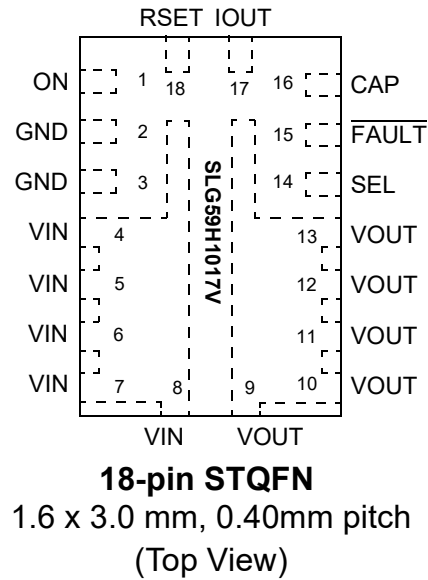 RSET IOUT
ON 1 18 17 16 CAP
GND 2 15 FAULT
GND 3 14 SEL
SLG59H1017V
VIN 4 13 VOUT
VIN 5 12 VOUT
VIN 6 11 VOUT
VIN 7 8 9 10 VOUT
VIN VOUT
18-pin STQFN
1.6 x 3.0 mm, 0.40mm pitch
(Top View)